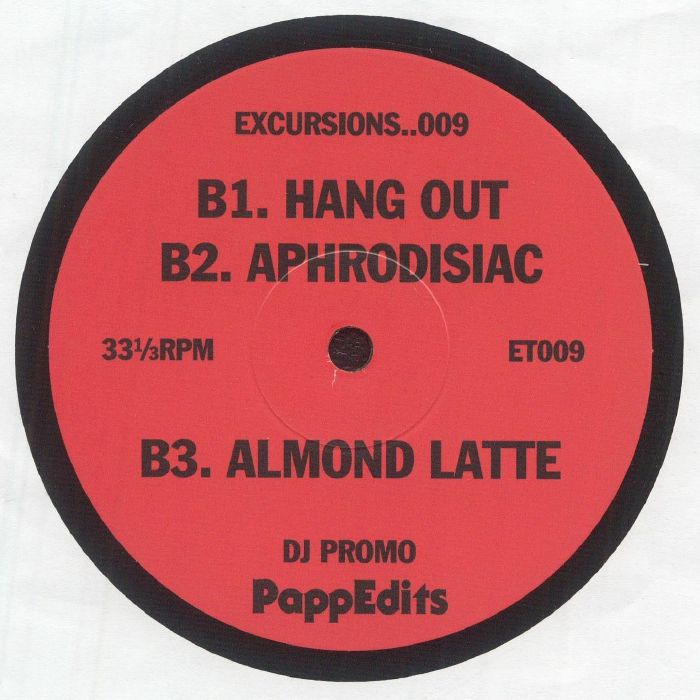 EXCURSIONS..009
B1. HANG OUT
B2. APHRODISIAC
33⅓RPM
ET009
B3. ALMOND LATTE
DJ PROMO
PappEdits